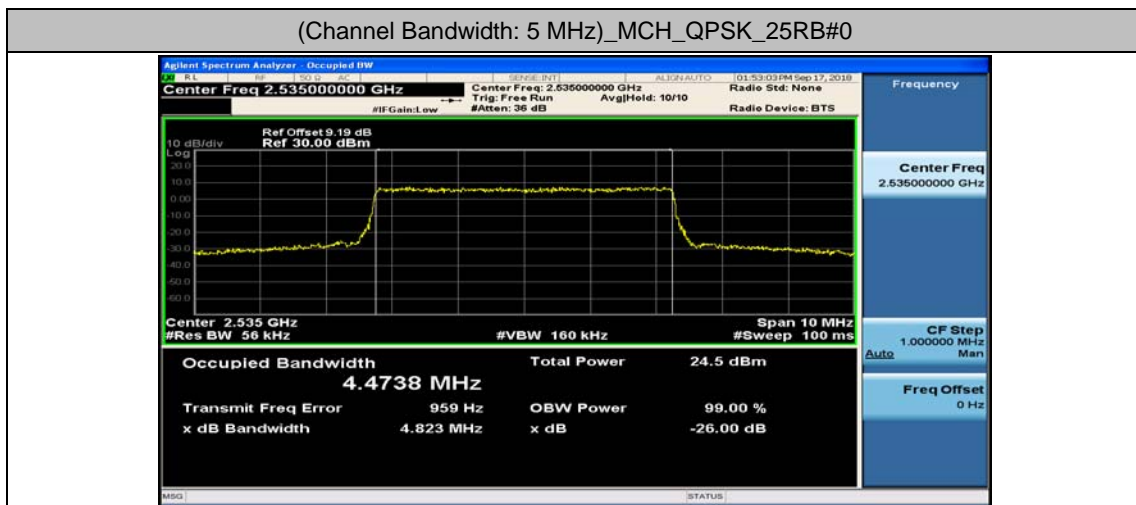 (Channel Bandwidth: 5 MHz)_MCH_QPSK_25RB#0
Agilent Spectrum Analyzer - Occupied BW
RL RF 50 Ω AC SENSE:INT ALIGN AUTO 01:53:03 PM Sep 17, 2018
Center Freq 2.535000000 GHz
Center Freq: 2.535000000 GHz
Radio Std: None
Trig: Free Run Avg|Hold: 10/10
#IFGain:Low #Atten: 36 dB Radio Device: BTS
Ref Offset 9.19 dB
10 dB/div Ref 30.00 dBm
Log
20.0
10.0
0.00
-10.0
-20.0
-30.0
-40.0
-50.0
-60.0
Center 2.535 GHz Span 10 MHz
#Res BW 56 kHz #VBW 160 kHz #Sweep 100 ms
Occupied Bandwidth Total Power 24.5 dBm
4.4738 MHz
Transmit Freq Error 959 Hz OBW Power 99.00 %
x dB Bandwidth 4.823 MHz x dB -26.00 dB
MSG STATUS
Frequency
Center Freq
2.535000000 GHz
CF Step
1.000000 MHz
Auto Man
Freq Offset
0 Hz